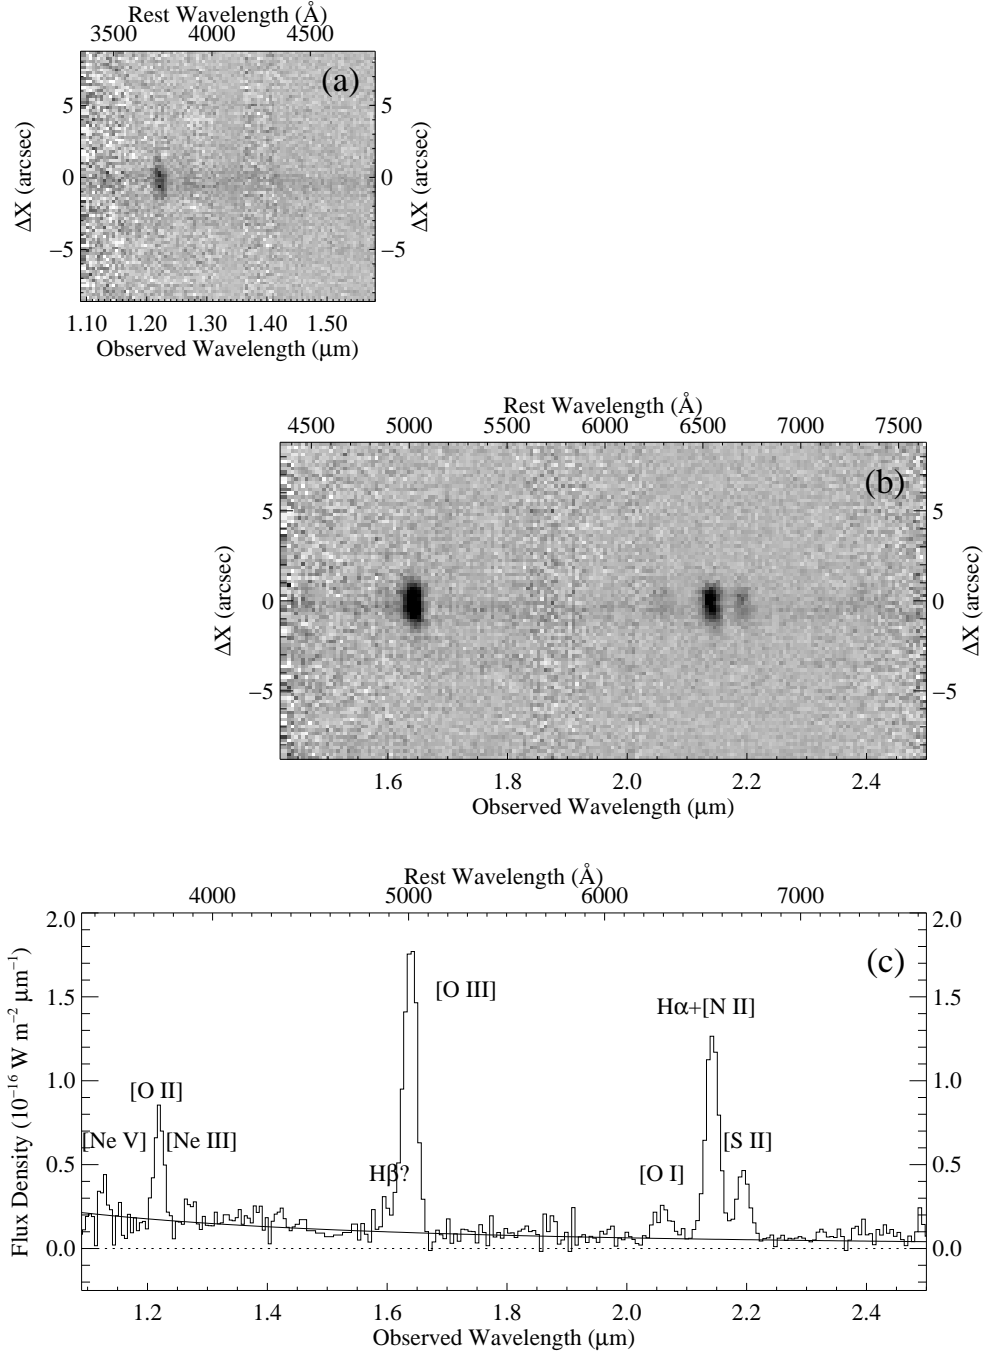 Rest Wavelength (Å)
3500 4000 4500
(a)
5 5
0 0
−5 −5
ΔX (arcsec)
ΔX (arcsec)
1.10 1.20 1.30 1.40 1.50
Observed Wavelength (μm)
Rest Wavelength (Å)
4500 5000 5500 6000 6500 7000 7500
(b)
5 5
0 0
−5 −5
ΔX (arcsec)
ΔX (arcsec)
1.6 1.8 2.0 2.2 2.4
Observed Wavelength (μm)
Rest Wavelength (Å)
4000 5000 6000 7000
2.0 2.0
(c)
[O III]
1.5 1.5
Hα+[N II]
1.0 1.0
[O II]
[Ne V] [Ne III] [S II]
0.5 0.5
Hβ? [O I]
0.0 0.0
Flux Density (10−16 W m−2 μm−1)
1.2 1.4 1.6 1.8 2.0 2.2 2.4
Observed Wavelength (μm)